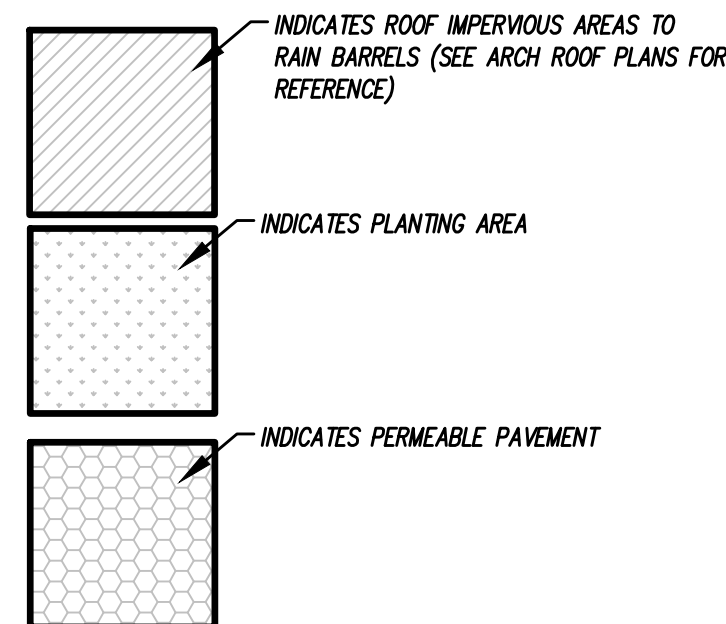 INDICATES ROOF IMPERVIOUS AREAS TO
RAIN BARRELS (SEE ARCH ROOF PLANS FOR
REFERENCE)
INDICATES PLANTING AREA
INDICATES PERMEABLE PAVEMENT